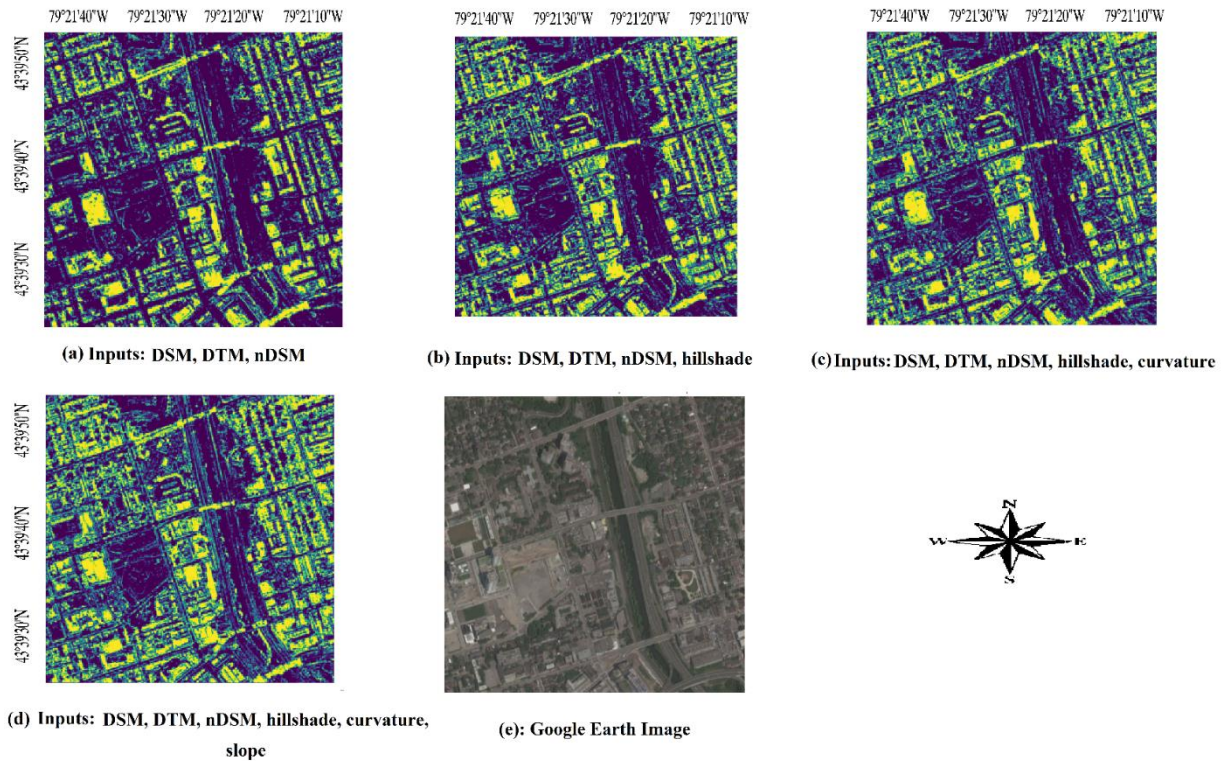 79°21'40"W 79°21'30"W 79°21'20"W 79°21'10"W
79°21'40"W 79°21'30"W 79°21'20"W 79°21'10"W
79°21'40"W 79°21'30"W 79°21'20"W 79°21'10"W
43°39'50"N
43°39'40"N
43°39'30"N
(a) Inputs: DSM, DTM, nDSM
(b) Inputs: DSM, DTM, nDSM, hillshade
(c) Inputs: DSM, DTM, nDSM, hillshade, curvature
43°39'50"N
43°39'40"N
43°39'30"N
N
W E
S
(d) Inputs: DSM, DTM, nDSM, hillshade, curvature,
slope
(e): Google Earth Image